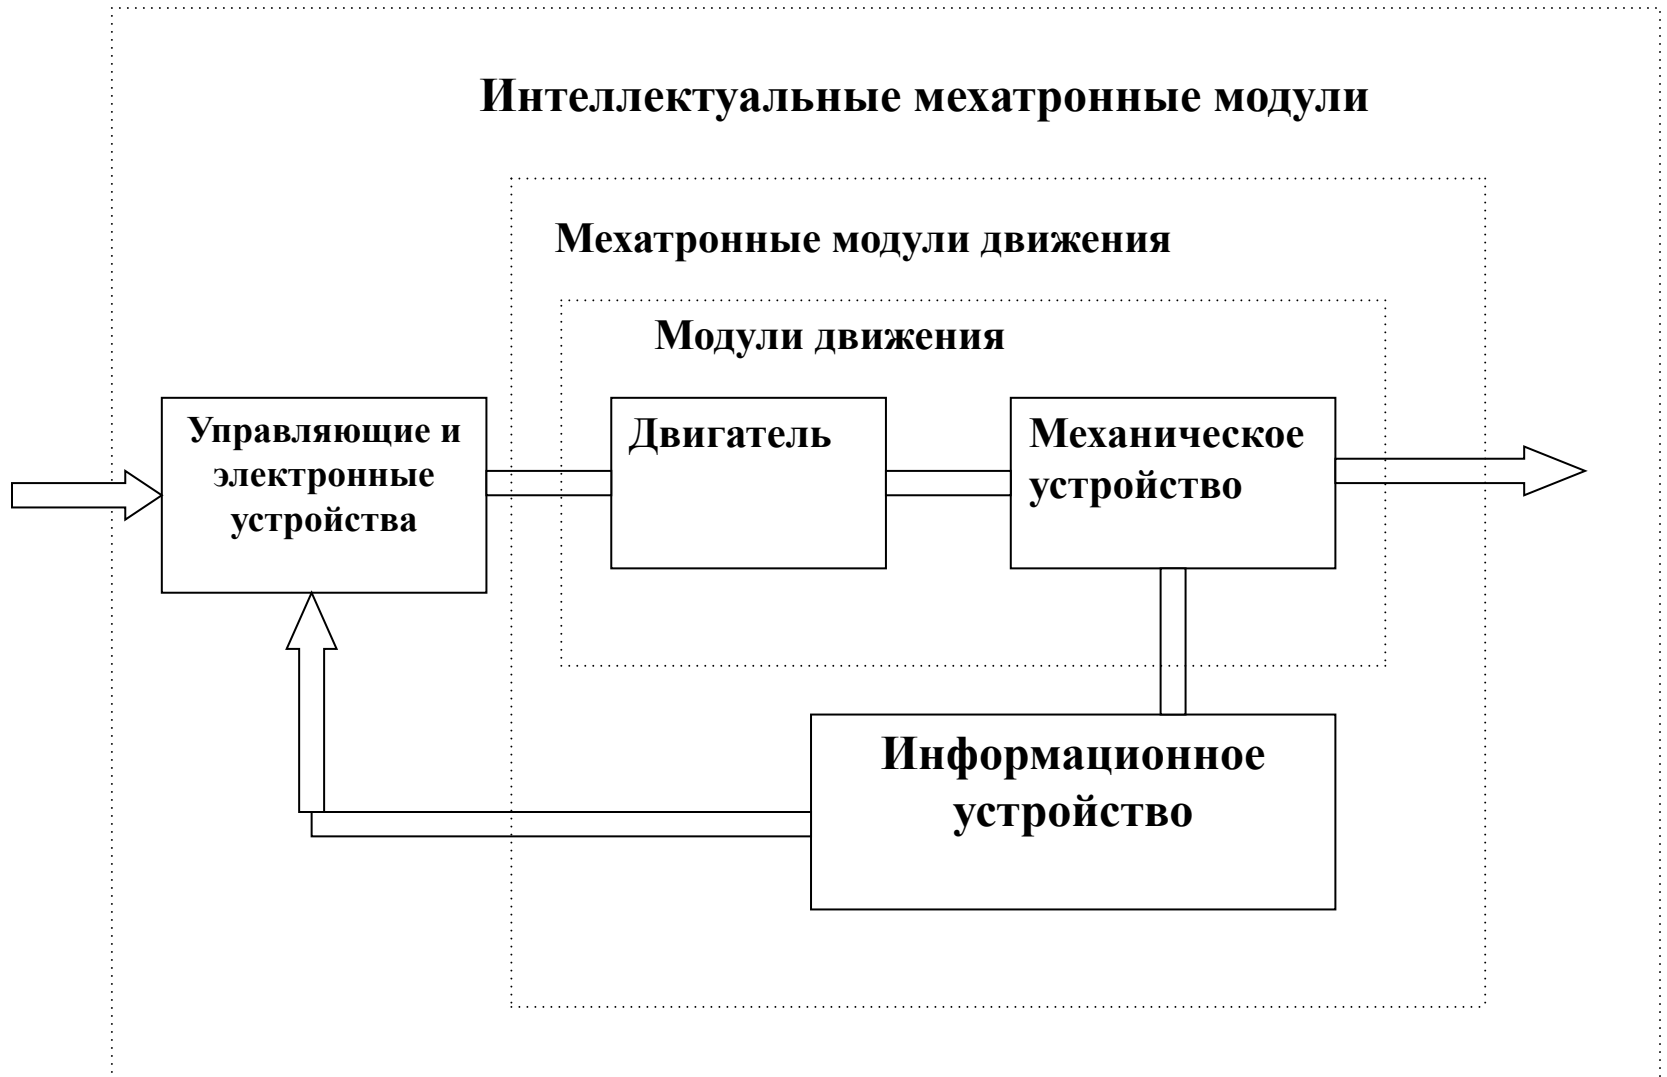 Интеллектуальные мехатронные модули
Мехатронные модули движения
Модули движения
Управляющие и
электронные
устройства
Двигатель
Механическое
устройство
Информационное
устройство